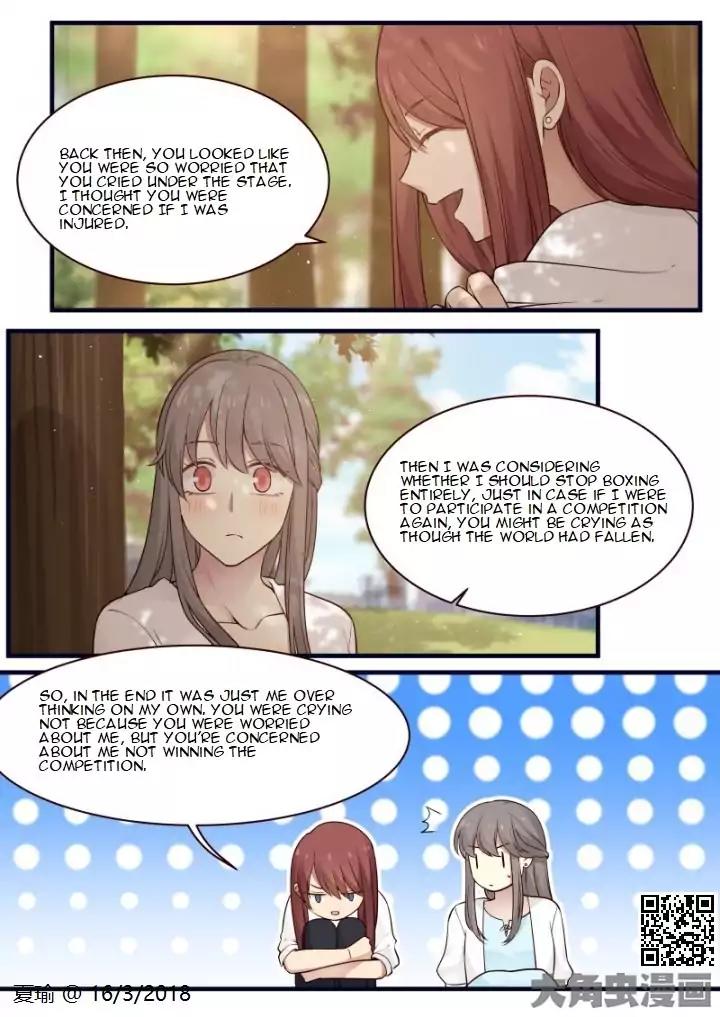 BACK THEN, YOU LOOKED LIKE
YOU WERE SO WORRIED THAT
YOU CRIED UNDER THE STAGE.
I THOUGHT YOU WERE
CONCERNED IF I WAS
INJURED.
THEN I WAS CONSIDERING
WHETHER I SHOULD STOP BOXING
ENTIRELY, JUST IN CASE IF I WERE
TO PARTICIPATE IN A COMPETITION
AGAIN, YOU MIGHT BE CRYING AS
THOUGH THE WORLD HAD FALLEN.
SO, IN THE END IT WAS JUST ME OVER
THINKING ON MY OWN. YOU WERE CRYING
NOT BECAUSE YOU WERE WORRIED
ABOUT ME, BUT YOU'RE CONCERNED
ABOUT ME NOT WINNING THE
COMPETITION.
夏瑜 @ 16/3/2018
大角虫漫画